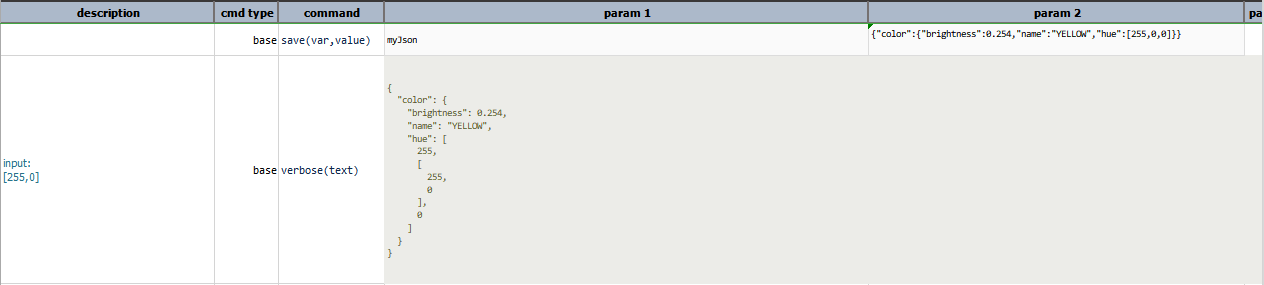 description cmd type command param 1 param 2 pa
base save(var,value) myJson {"color":{"brightness":0.254,"name":"YELLOW","hue":[255,0,0]}}
input:
[255,0]
base verbose(text)
{
"color": {
"brightness": 0.254,
"name": "YELLOW",
"hue": [
255,
[
255,
0
],
0
]
}
}